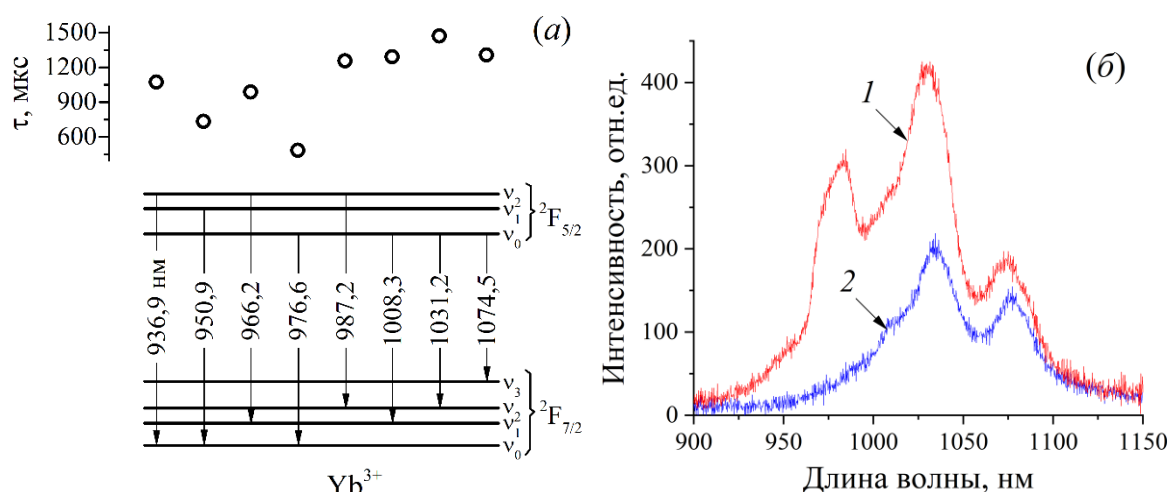 (а)
τ, мкс
1500
1200
900
600
ν₂
ν₁
ν₀
²F₅/₂
936,9 нм
950,9
966,2
976,6
987,2
1008,3
1031,2
1074,5
ν₃
ν₂
ν₁
ν₀
²F₇/₂
Yb³⁺
(б)
Интенсивность, отн.ед.
400
300
200
100
0
1
2
900 950 1000 1050 1100 1150
Длина волны, нм